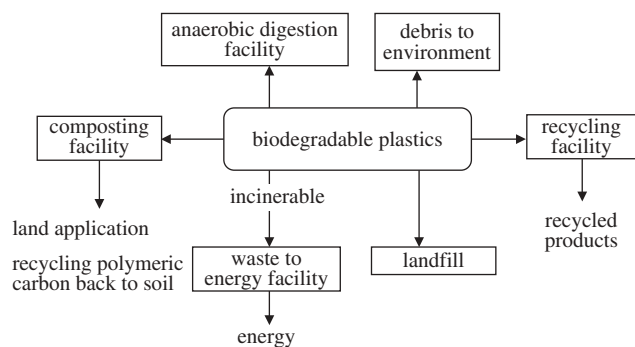 anaerobic digestion
facility
debris to
environment
composting
facility
biodegradable plastics
recycling
facility
incinerable
land application
recycling polymeric
carbon back to soil
waste to
energy facility
landfill
recycled
products
energy